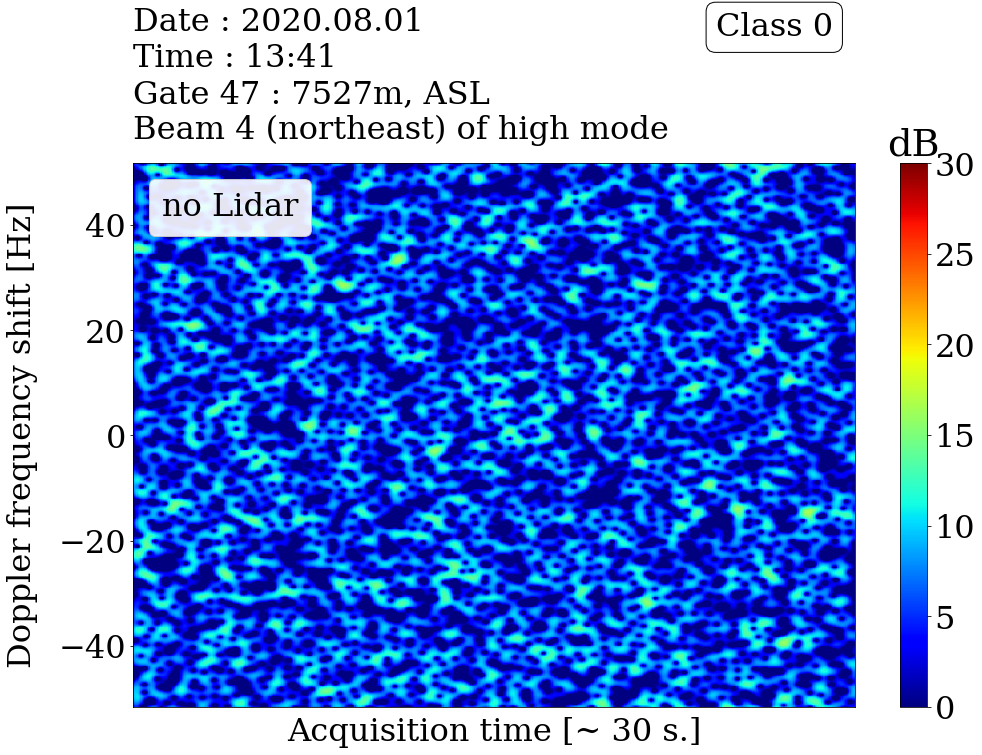 Date : 2020.08.01
Class 0
Time : 13:41
Gate 47 : 7527m, ASL
Beam 4 (northeast) of high mode
dB
no Lidar
Doppler frequency shift [Hz]
40
20
0
−20
−40
30
25
20
15
10
5
0
Acquisition time [~ 30 s.]